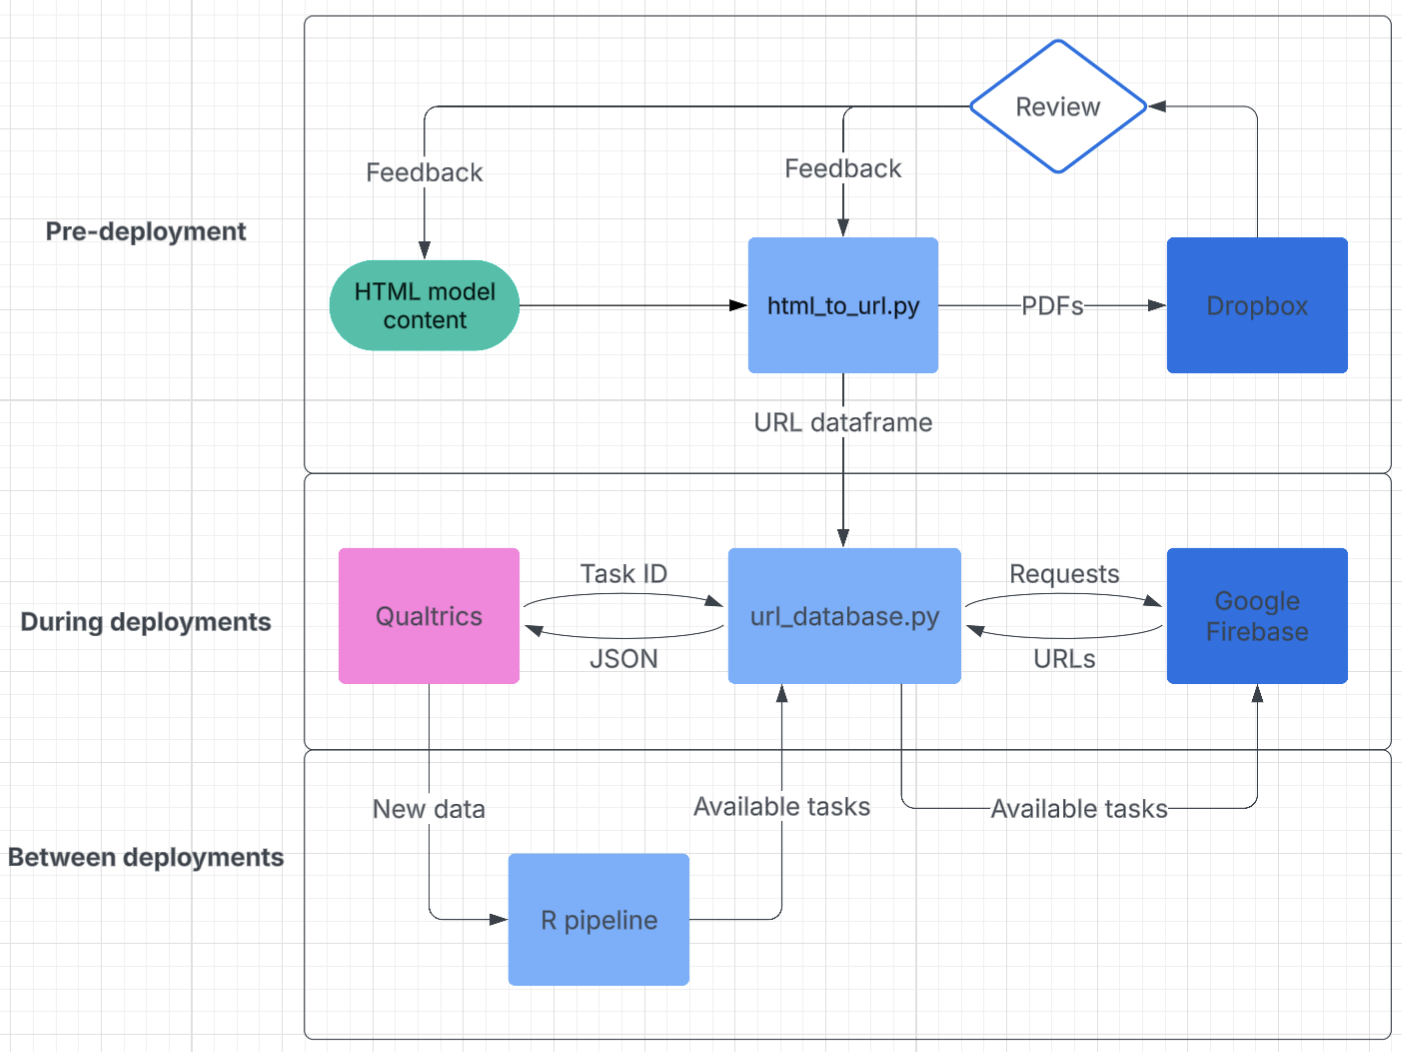 Review
Feedback
Feedback
Pre-deployment
HTML model
content
html_to_url.py
PDFs
Dropbox
URL dataframe
Task ID
Requests
During deployments
Qualtrics
url_database.py
Google
Firebase
JSON
URLs
New data
Available tasks
Available tasks
Between deployments
R pipeline